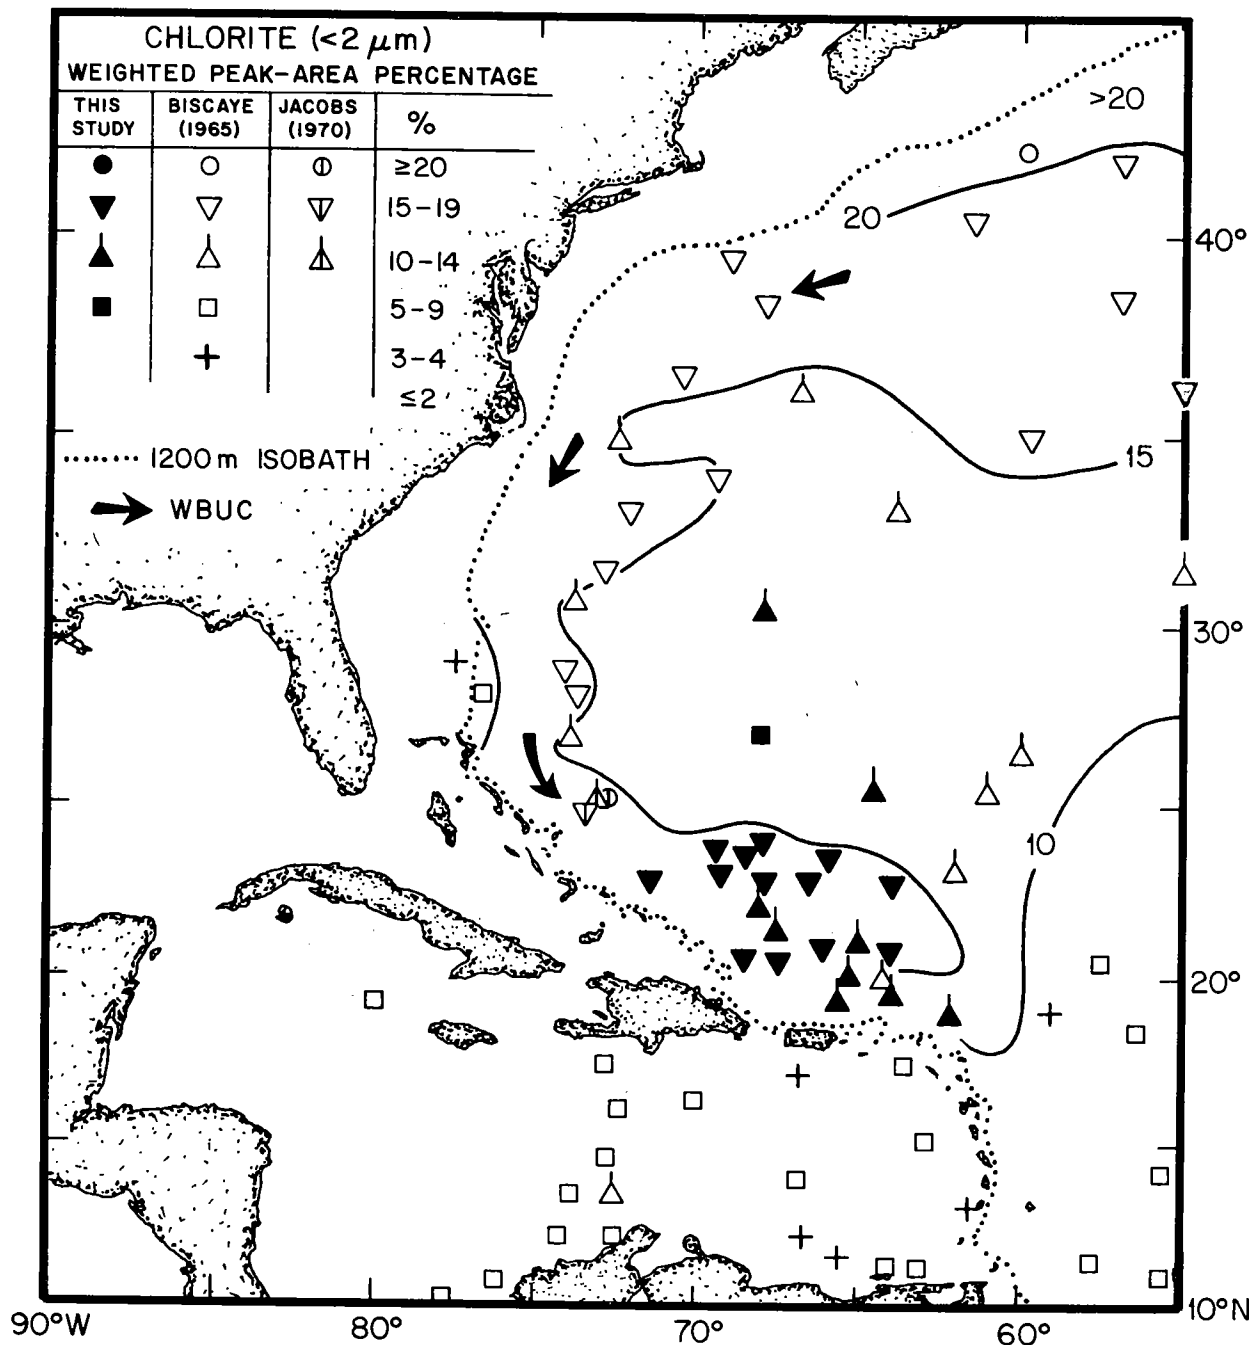 CHLORITE (<2 μm)
WEIGHTED PEAK-AREA PERCENTAGE
THIS STUDY BISCAYE (1965) JACOBS (1970) %
≥20
15-19
10-14
5-9
3-4
≤2
1200m ISOBATH
WBUC
>20
20
40°
15
30°
10
20°
10°N
90°W 80° 70° 60°